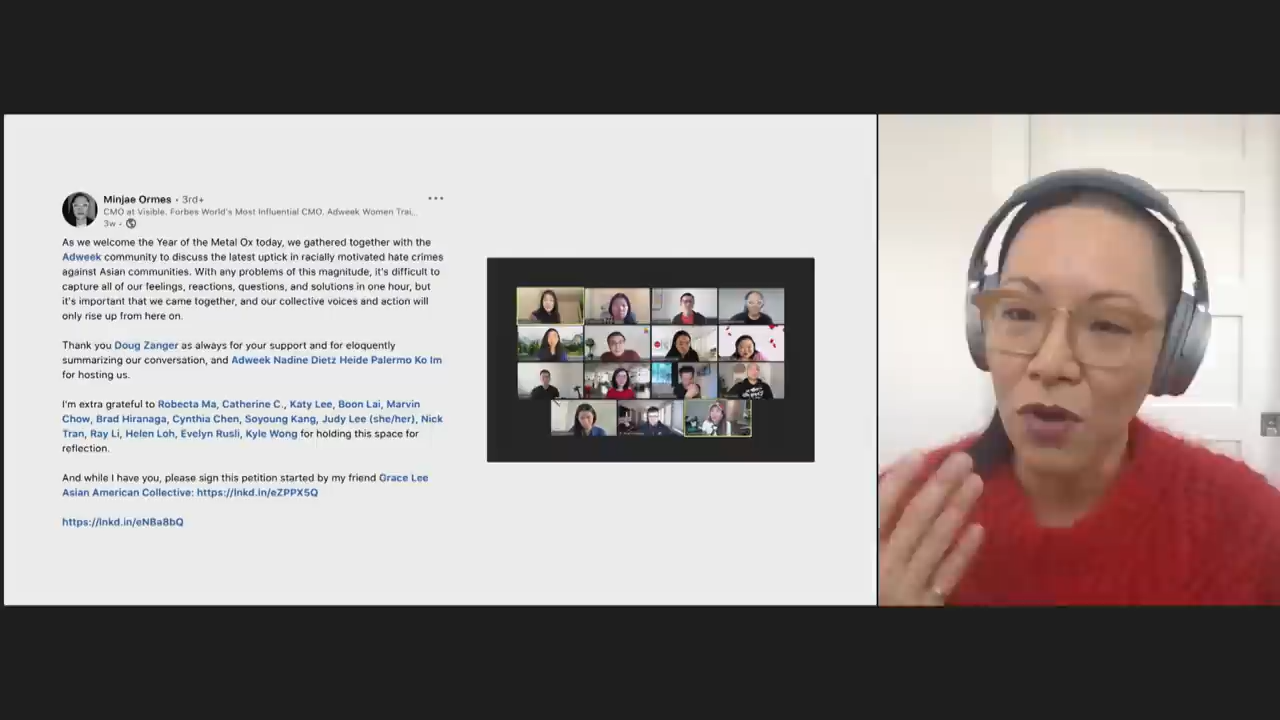 Minjae Ormes • 3rd+
CMO at Visible. Forbes World's Most Influential CMO. Adweek Women Trai...
3w •
As we welcome the Year of the Metal Ox today, we gathered together with the
Adweek community to discuss the latest uptick in racially motivated hate crimes
against Asian communities. With any problems of this magnitude, it's difficult to
capture all of our feelings, reactions, questions, and solutions in one hour, but
it's important that we came together, and our collective voices and action will
only rise up from here on.
Thank you Doug Zanger as always for your support and for eloquently
summarizing our conversation, and Adweek Nadine Dietz Heide Palermo Ko Im
for hosting us.
I'm extra grateful to Robecta Ma, Catherine C., Katy Lee, Boon Lai, Marvin
Chow, Brad Hiranaga, Cynthia Chen, Soyoung Kang, Judy Lee (she/her), Nick
Tran, Ray Li, Helen Loh, Evelyn Rusli, Kyle Wong for holding this space for
reflection.
And while I have you, please sign this petition started by my friend Grace Lee
Asian American Collective: https://lnkd.in/eZPPX5Q
https://lnkd.in/eNBa8bQ